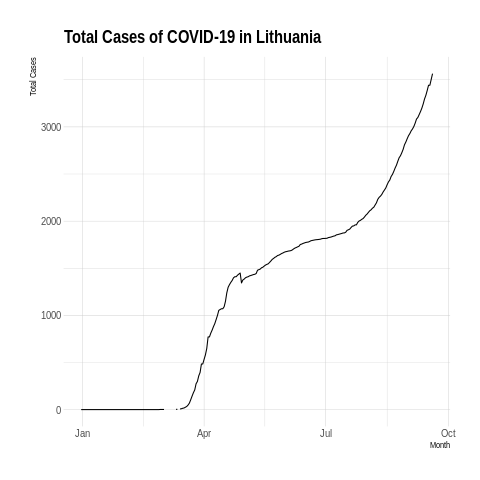 Total Cases of COVID-19 in Lithuania
Total Cases
3000
2000
1000
0
Jan Apr Jul Oct
Month